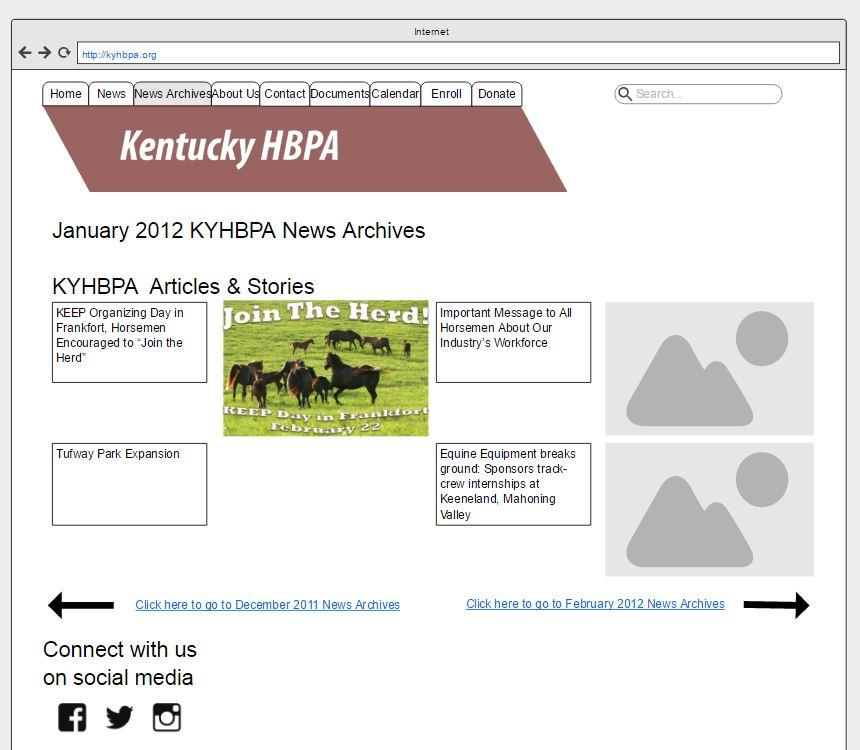 Internet
http://kyhbpa.org
Home News News Archives About Us Contact Documents Calendar Enroll Donate
Search...
Kentucky HBPA
January 2012 KYHBPA News Archives
KYHBPA Articles & Stories
KEEP Organizing Day in
Frankfort, Horsemen
Encouraged to “Join the
Herd”
Join The Herd!
KEEP Day in Frankfort
February 22
Important Message to All
Horsemen About Our
Industry’s Workforce
Tufway Park Expansion
Equine Equipment breaks
ground: Sponsors track-
crew internships at
Keeneland, Mahoning
Valley
Click here to go to December 2011 News Archives
Click here to go to February 2012 News Archives
Connect with us
on social media